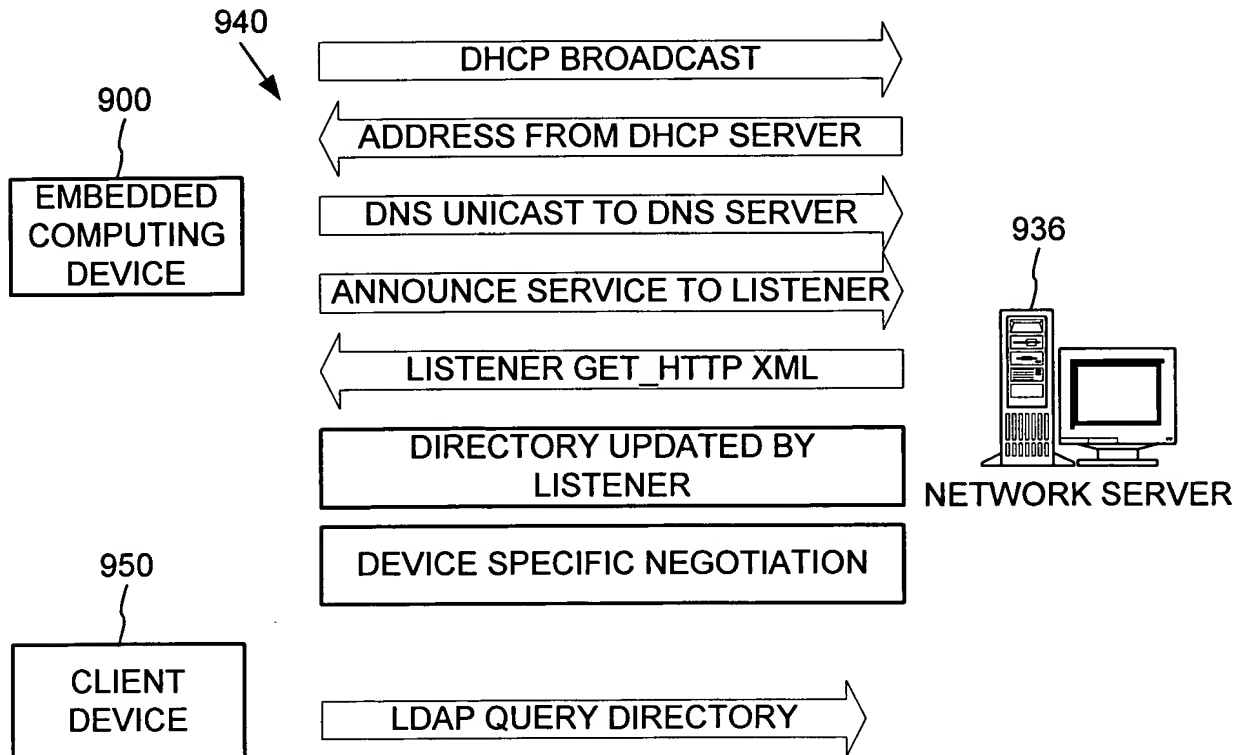 940
DHCP BROADCAST
900
ADDRESS FROM DHCP SERVER
EMBEDDED
COMPUTING
DEVICE
DNS UNICAST TO DNS SERVER
936
ANNOUNCE SERVICE TO LISTENER
LISTENER GET_HTTP XML
DIRECTORY UPDATED BY
LISTENER
NETWORK SERVER
DEVICE SPECIFIC NEGOTIATION
950
CLIENT
DEVICE
LDAP QUERY DIRECTORY